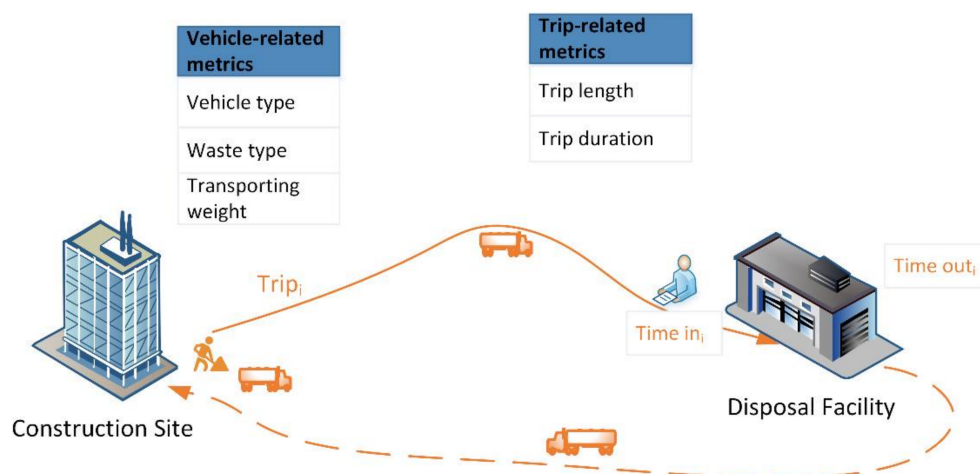 Vehicle-related
metrics
Vehicle type
Waste type
Transporting
weight
Trip-related
metrics
Trip length
Trip duration
Tripᵢ
Time inᵢ
Time outᵢ
Construction Site
Disposal Facility